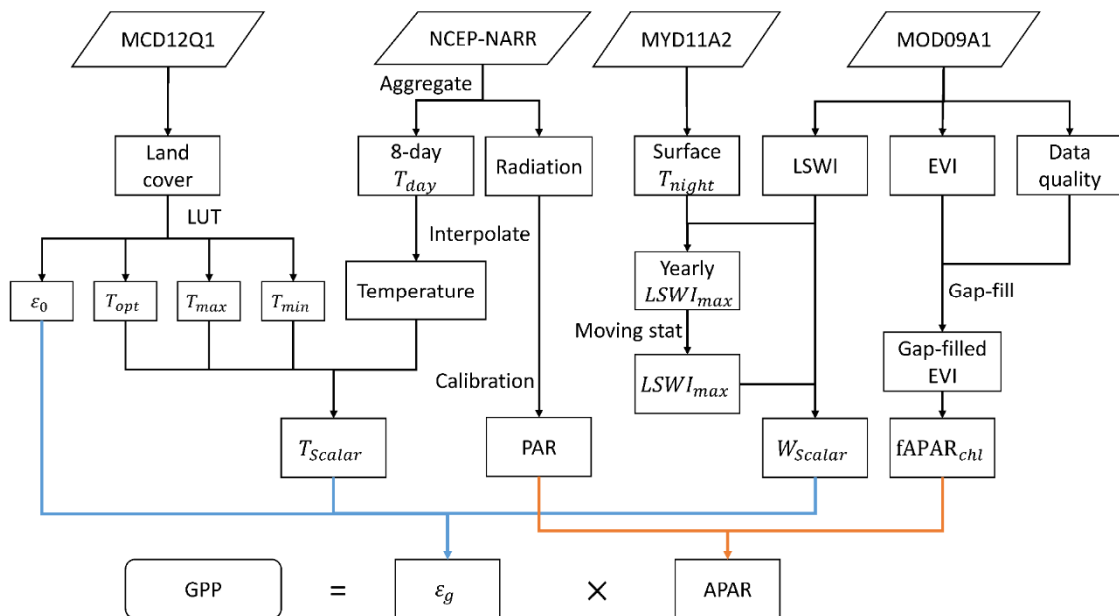 MCD12Q1
NCEP-NARR
MYD11A2
MOD09A1
Aggregate
Land
cover
8-day
T_day
Radiation
Surface
T_night
LSWI
EVI
Data
quality
LUT
Interpolate
ε₀
T_opt
T_max
T_min
Temperature
Yearly
LSWI_max
Gap-fill
Moving stat
Calibration
LSWI_max
Gap-filled
EVI
T_Scalar
PAR
W_Scalar
fAPAR_chl
GPP
=
ε_g
×
APAR